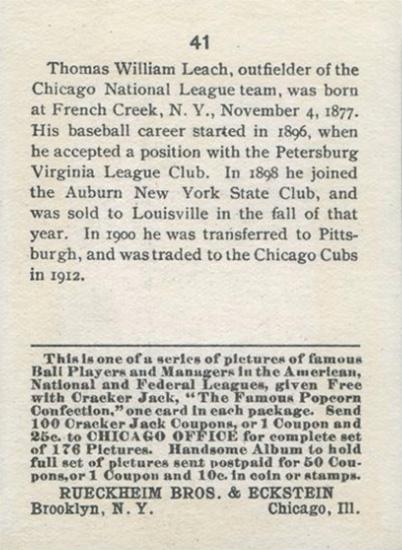 41
Thomas William Leach, outfielder of the
Chicago National League team, was born
at French Creek, N. Y., November 4, 1877.
His baseball career started in 1896, when
he accepted a position with the Petersburg
Virginia League Club. In 1898 he joined
the Auburn New York State Club, and
was sold to Louisville in the fall of that
year. In 1900 he was transferred to Pitts-
burgh, and was traded to the Chicago Cubs
in 1912.
This is one of a series of pictures of famous
Ball Players and Managers in the American,
National and Federal Leagues, given Free
with Cracker Jack, "The Famous Popcorn
Confection," one card in each package. Send
100 Cracker Jack Coupons, or 1 Coupon and
25c. to CHICAGO OFFICE for complete set
of 176 Pictures. Handsome Album to hold
full set of pictures sent postpaid for 50 Cou-
pons, or 1 Coupon and 10c. in coin or stamps.
RUECKHEIM BROS. & ECKSTEIN
Brooklyn, N. Y. Chicago, Ill.